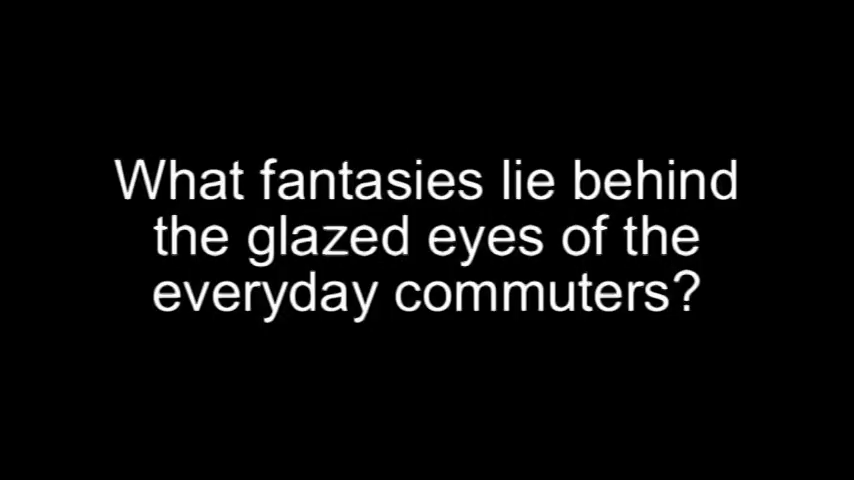 What fantasies lie behind
the glazed eyes of the
everyday commuters?